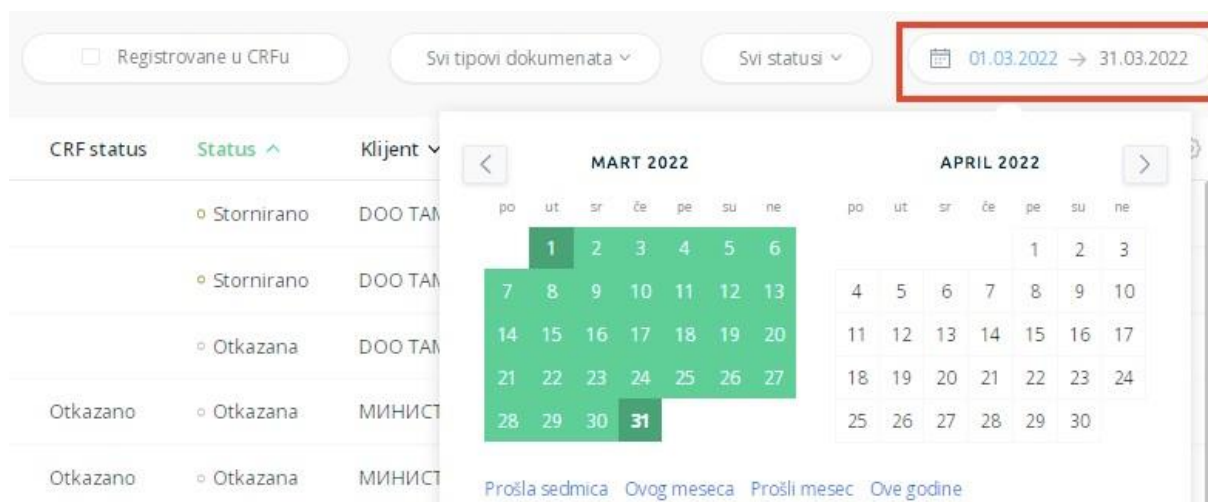 Registrovane u CRFu Svi tipovi dokumenata Svi statusi 01.03.2022 → 31.03.2022
CRF status Status Klijent
MART 2022 APRIL 2022
po ut sr če pe su ne po ut sr če pe su ne
Stornirano DOO TAM
1 2 3 4 5 6 1 2 3
Stornirano DOO TAM
7 8 9 10 11 12 13 4 5 6 7 8 9 10
Otkazana DOO TAM
14 15 16 17 18 19 20 11 12 13 14 15 16 17
21 22 23 24 25 26 27 18 19 20 21 22 23 24
Otkazano Otkazana МИНИСТ
28 29 30 31 25 26 27 28 29 30
Otkazano Otkazana МИНИСТ
Prošla sedmica Ovog meseca Prošli mesec Ove godine